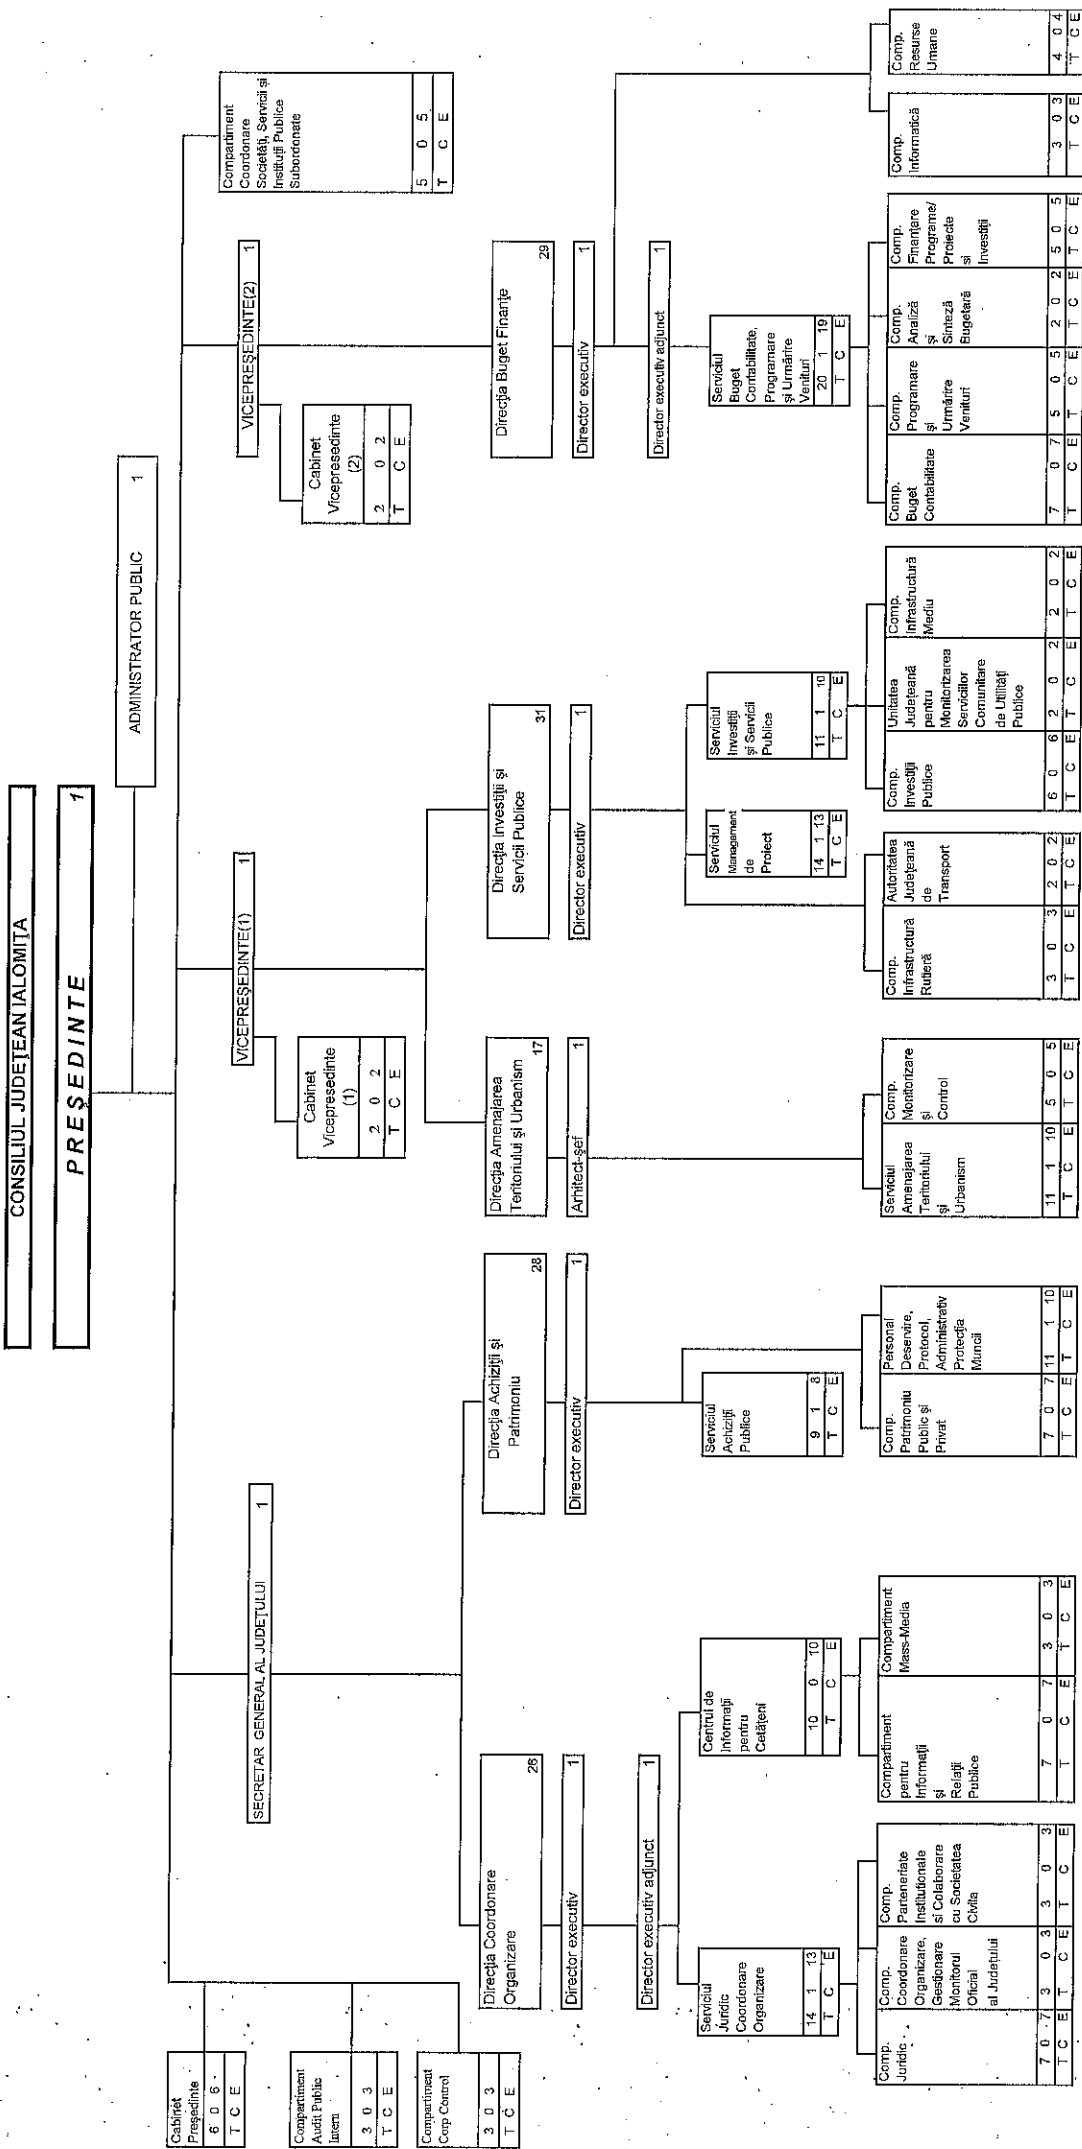 CONSILIUL JUDEȚEAN IALOMIȚA
PREȘEDINTE 1
ADMINISTRATOR PUBLIC 1
Cabinet
Președinte
6 0 6
T C E
Compartiment
Audit Public
Intern
3 0 3
T C E
Compartiment
Corp Control
3 0 3
T C E
SECRETAR GENERAL AL JUDEȚULUI 1
VICEPREȘEDINTE(1) 1
Cabinet
Vicepresedinte
(1)
2 0 2
T C E
VICEPREȘEDINTE(2) 1
Cabinet
Vicepresedinte
(2)
2 0 2
T C E
Compartiment
Coordonare
Societăți, Servicii și
Instituții Publice
Subordonate
5 0 5
T C E
Direcția Coordonare
Organizare
26
Director executiv 1
Director executiv adjunct 1
Direcția Achiziții și
Patrimoniu
28
Director executiv 1
Direcția Amenajarea
Teritoriului și Urbanism
17
Arhitect-șef 1
Direcția Investiții și
Servicii Publice
31
Director executiv 1
Direcția Buget Finanțe
29
Director executiv 1
Director executiv adjunct 1
Serviciul
Juridic
Coordonare
Organizare
14 1 13
T C E
Centrul de
Informații
pentru
Cetățeni
10 0 10
T C E
Serviciul
Achiziții
Publice
9 1 8
T C E
Serviciul
Management
de
Proiect
14 1 13
T C E
Serviciul
Investiții
și Servicii
Publice
11 1 10
T C E
Serviciul
Buget
Contabilitate,
Programare
și Urmărire
Venituri
20 1 19
T C E
Comp.
Juridic
7 0 7
T C E
Comp.
Coordonare
Organizare,
Gestionare
Monitorul
Oficial
al Județului
3 0 3
T C E
Comp.
Parteneriate
Institutionale
si Colaborare
cu Societatea
Civila
3 0 3
T C E
Compartiment
pentru
Informații
și
Relații
Publice
7 0 7
T C E
Compartiment
Mass-Media
3 0 3
T C E
Comp.
Patrimoniu
Public și
Privat
7 0 7
T C E
Personal
Deservire,
Protocol,
Administrativ
Protecția
Muncii
11 1 10
T C E
Serviciul
Amenajarea
Teritoriului
și
Urbanism
11 1 10
T C E
Comp.
Monitorizare
și
Control
5 0 5
T C E
Comp.
Infrastructură
Rutieră
3 0 3
T C E
Autoritatea
Județeană
de
Transport
2 0 2
T C E
Comp.
Investiții
Publice
6 0 6
T C E
Unitatea
Județeană
pentru
Monitorizarea
Serviciilor
Comunitare
de Utilități
Publice
2 0 2
T C E
Comp.
Infrastructură
Mediu
2 0 2
T C E
Comp.
Buget
Contabilitate
7 0 7
T C E
Comp.
Programare
și
Urmărire
Venituri
5 0 5
T C E
Comp.
Analiză
și
Sinteză
Bugetară
2 0 2
T C E
Comp.
Finanțare
Programe/
Proiecte
si
Investiții
5 0 5
T C E
Comp.
Informatică
3 0 3
T C E
Comp.
Resurse
Umane
4 0 4
T C E